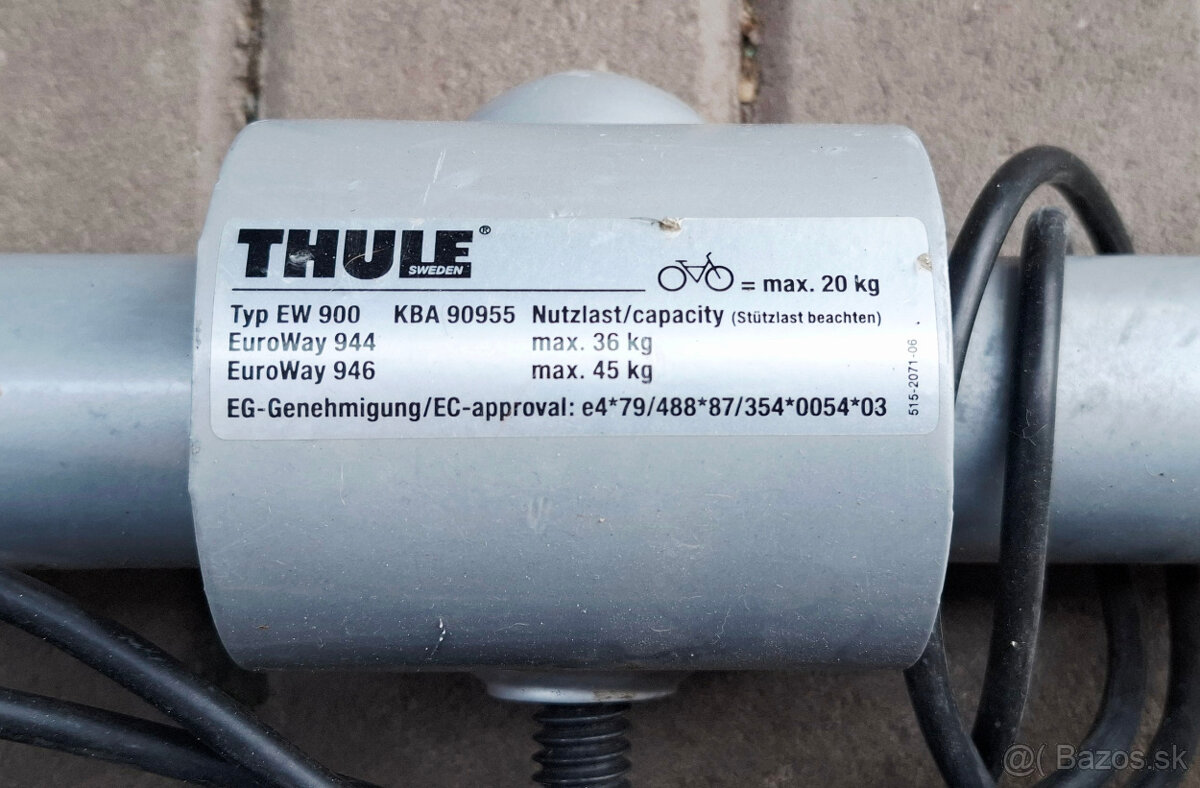 THULE®
SWEDEN
= max. 20 kg
Typ EW 900 KBA 90955 Nutzlast/capacity (Stützlast beachten)
EuroWay 944 max. 36 kg
EuroWay 946 max. 45 kg
EG-Genehmigung/EC-approval: e4*79/488*87/354*0054*03
515-2071-06
@( Bazos.sk